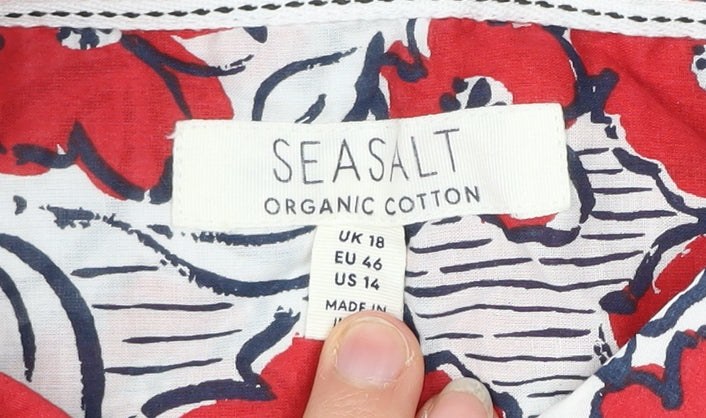 SEASALT
ORGANIC COTTON
UK 18
EU 46
US 14
MADE IN